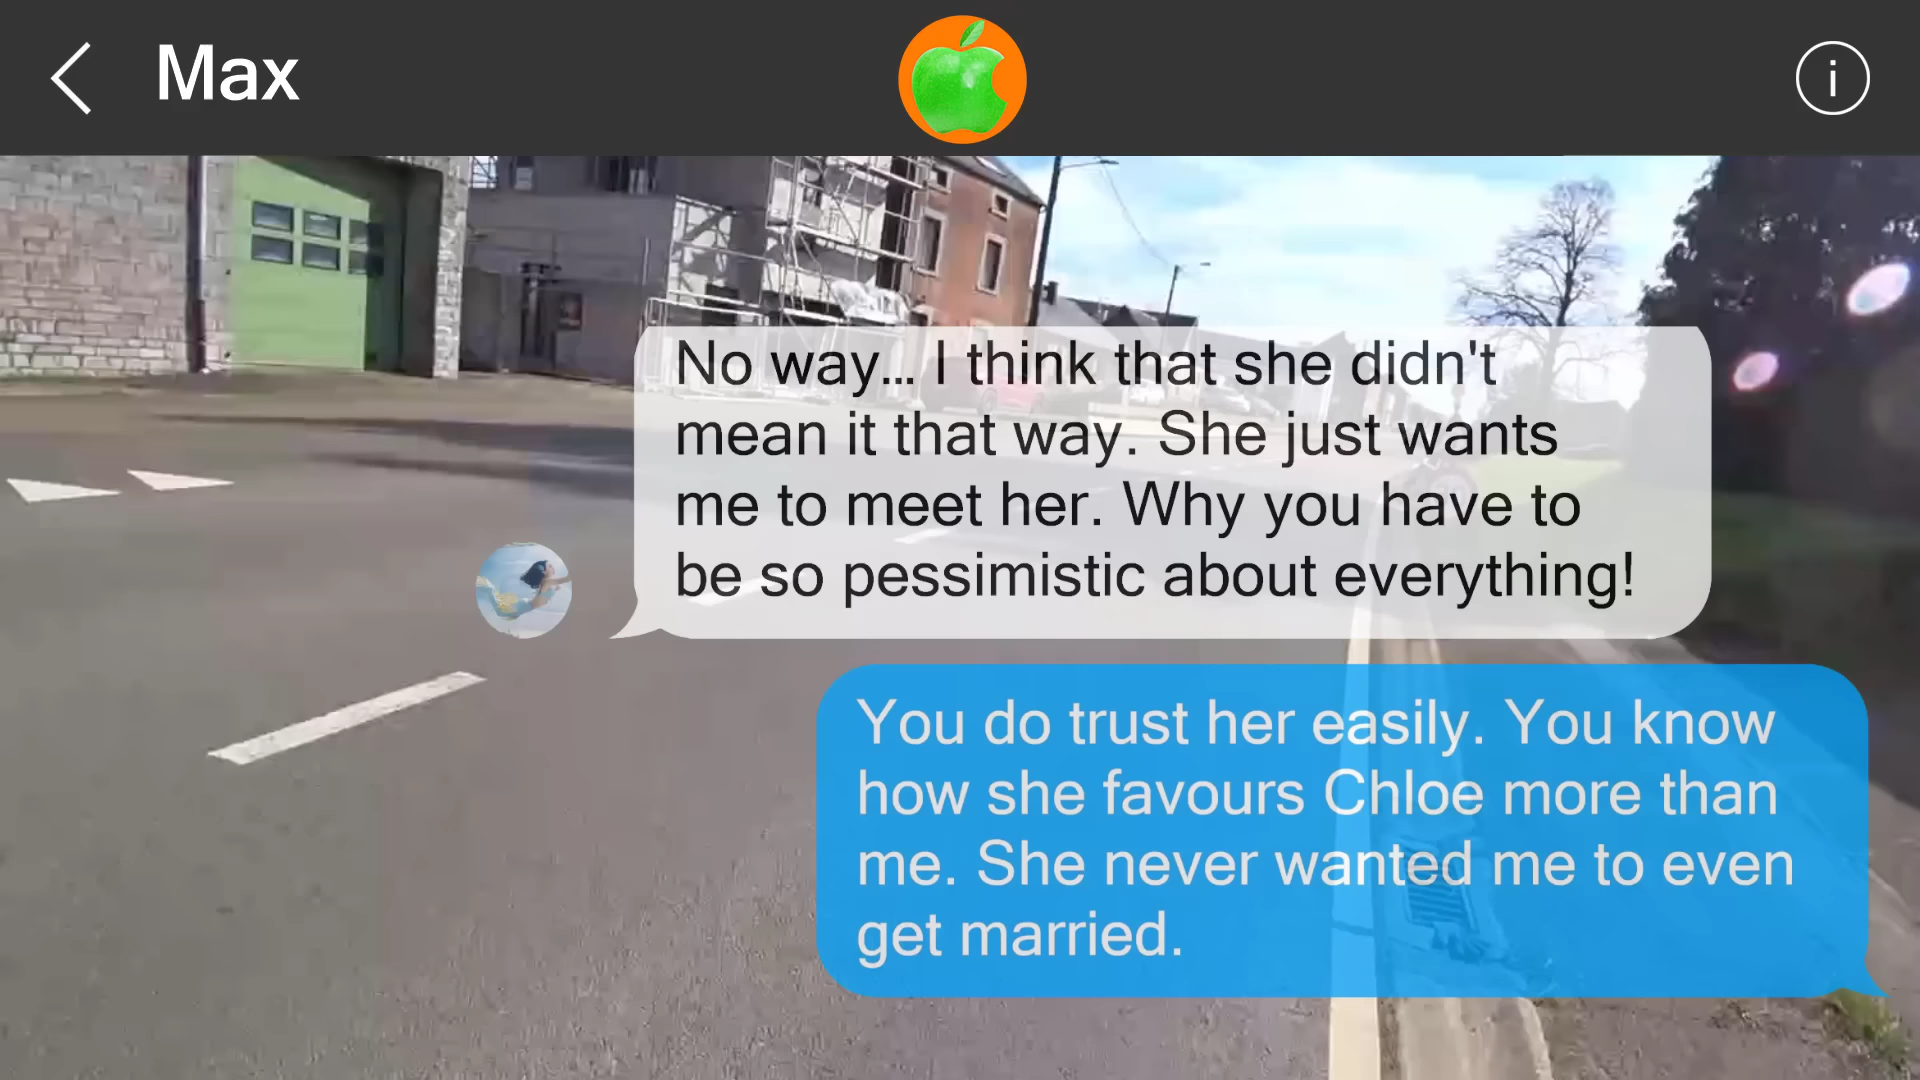 Max
i
No way... I think that she didn't
mean it that way. She just wants
me to meet her. Why you have to
be so pessimistic about everything!
You do trust her easily. You know
how she favours Chloe more than
me. She never wanted me to even
get married.